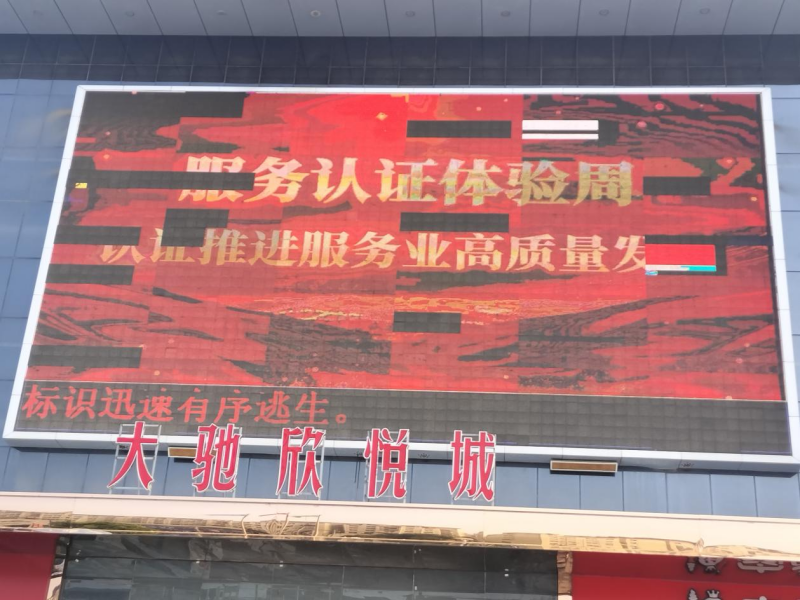 服务认证体验周
认证推进服务业高质量发
标识迅速有序逃生。
大驰欣悦城